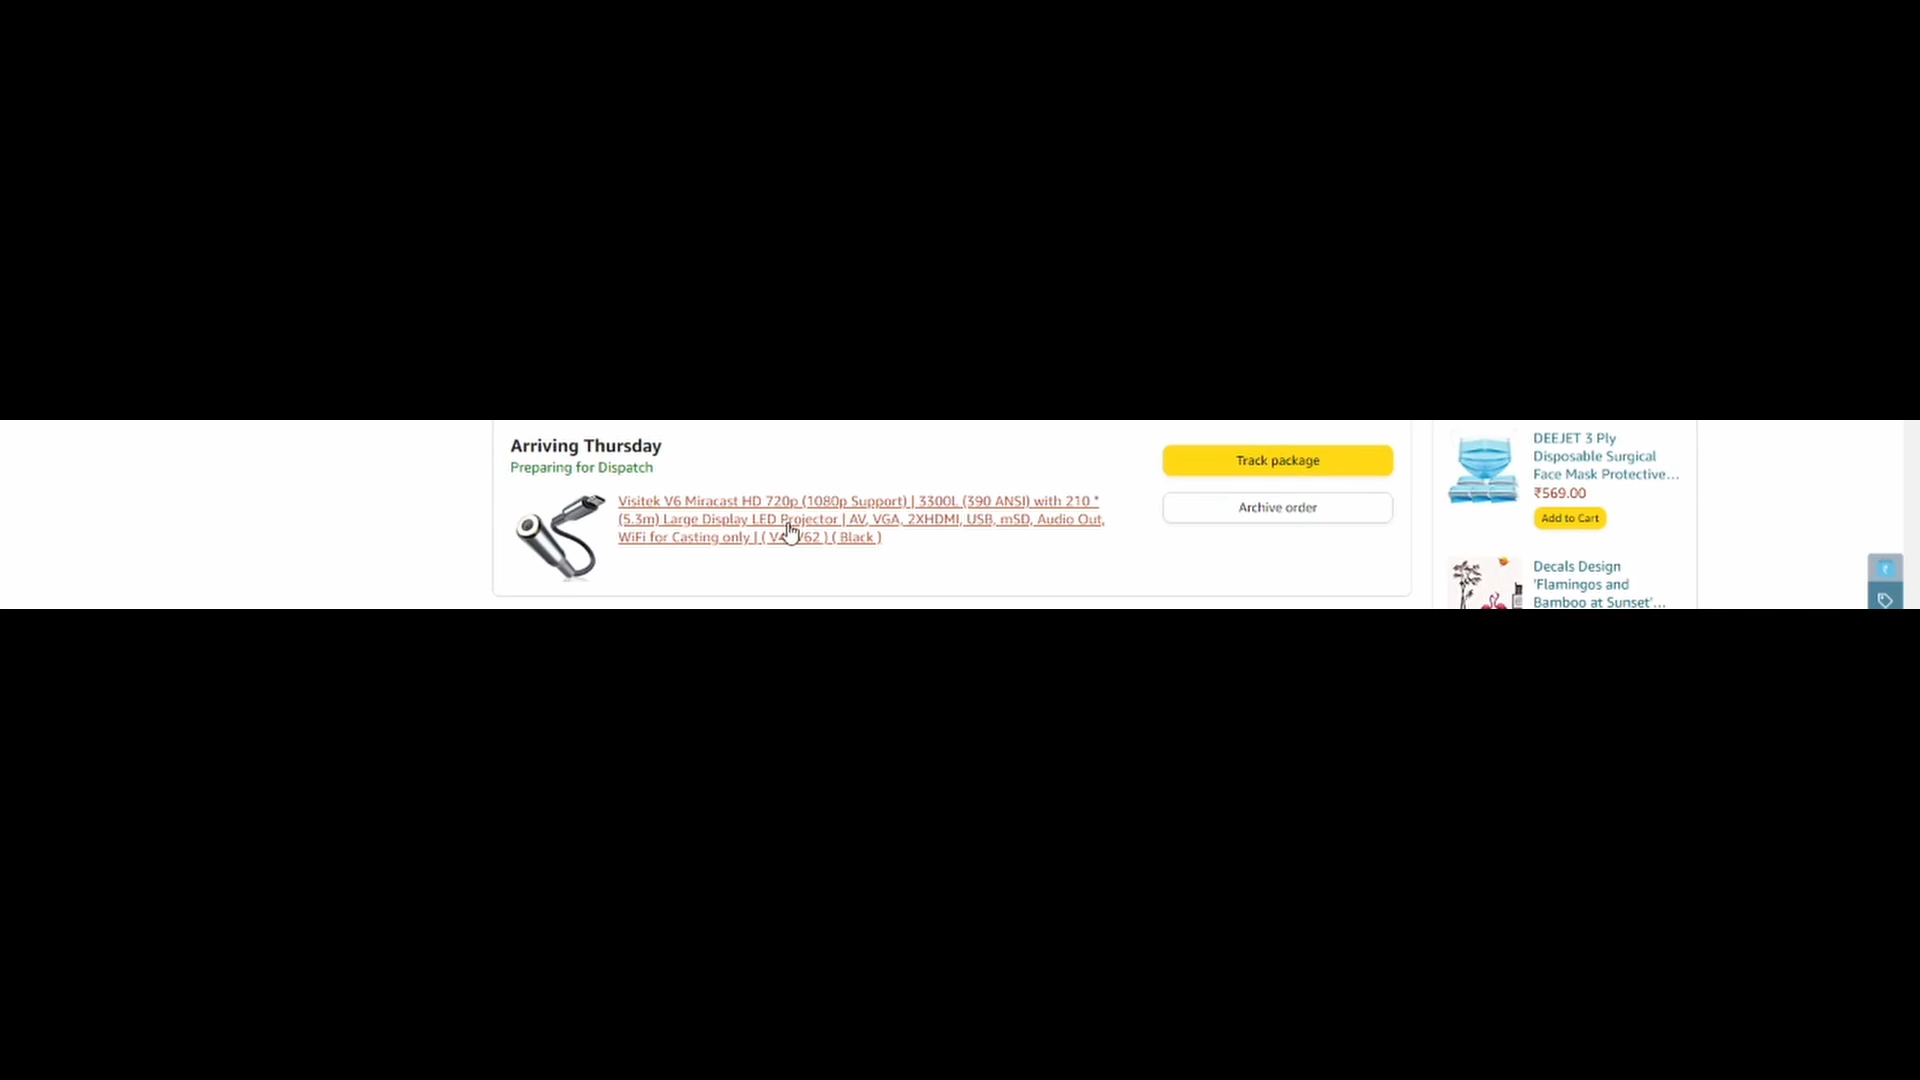 Arriving Thursday
Preparing for Dispatch
Visitek V6 Miracast HD 720p (1080p Support) | 3300L (390 ANSI) with 210 "
(5.3m) Large Display LED Projector | AV, VGA, 2XHDMI, USB, mSD, Audio Out,
WiFi for Casting only | ( V62 ) ( Black )
Track package
Archive order
DEEJET 3 Ply
Disposable Surgical
Face Mask Protective...
₹569.00
Add to Cart
Decals Design
'Flamingos and
Bamboo at Sunset'...